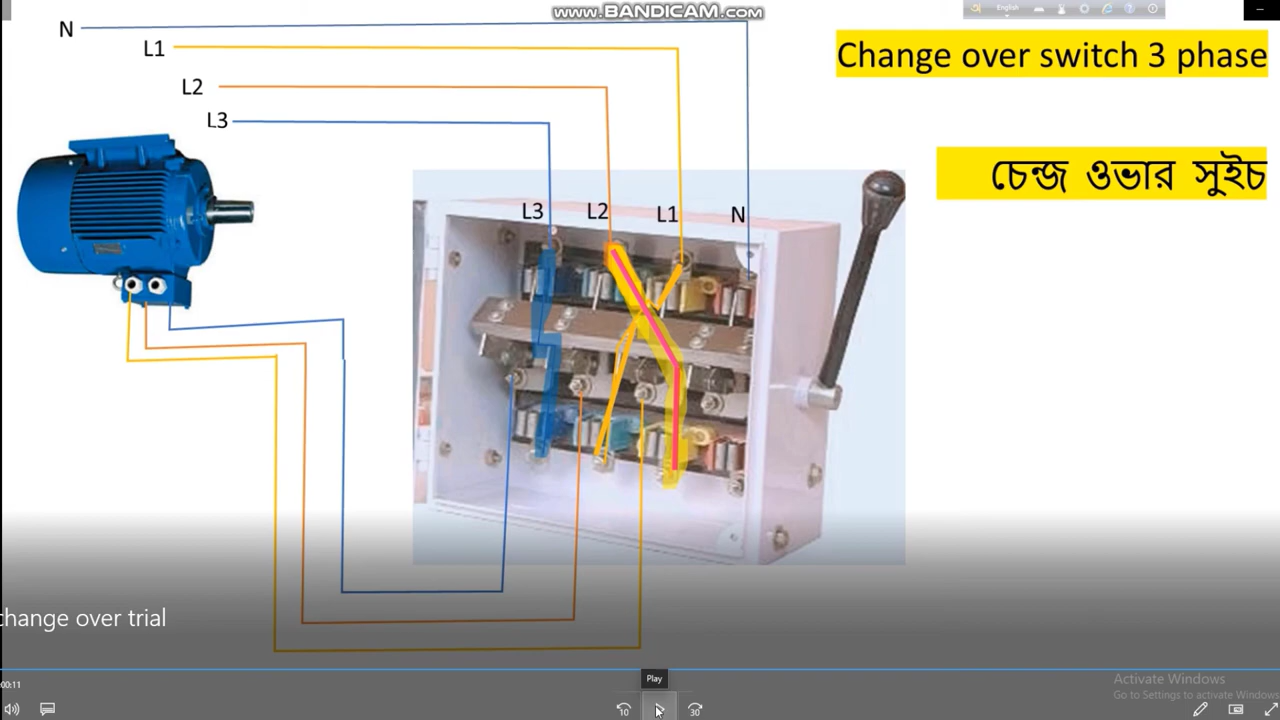 www.BANDICAM.com
English
N
L1
L2
L3
Change over switch 3 phase
চেন্জ ওভার সুইচ
L3 L2 L1 N
change over trial
Play
00:11
10
30
Activate Windows
Go to Settings to activate Windows